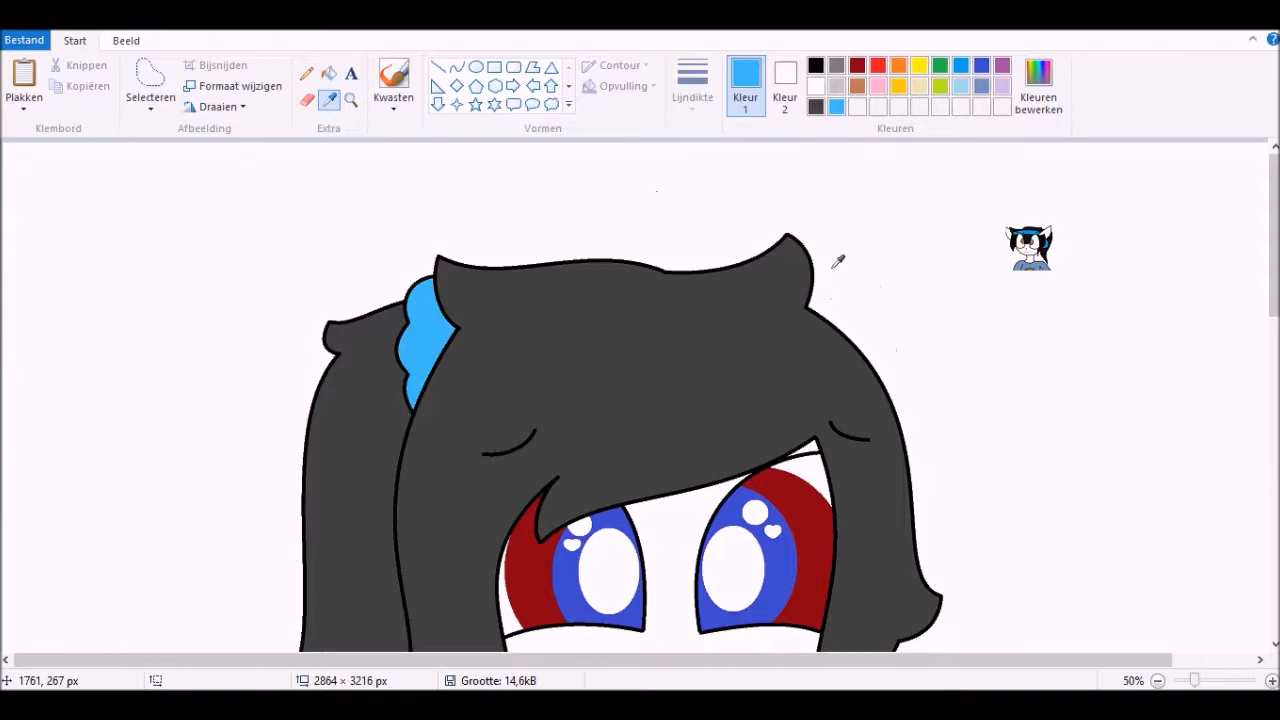 Bestand Start Beeld
Plakken
Knippen
Kopiëren
Klembord
Selecteren
Bijsnijden
Formaat wijzigen
Draaien
Afbeelding
A
Extra
Kwasten
Contour
Opvulling
Vormen
Lijndikte
Kleur
1
Kleur
2
Kleuren
bewerken
Kleuren
1761, 267 px
2864 × 3216 px
Grootte: 14,6kB
50%